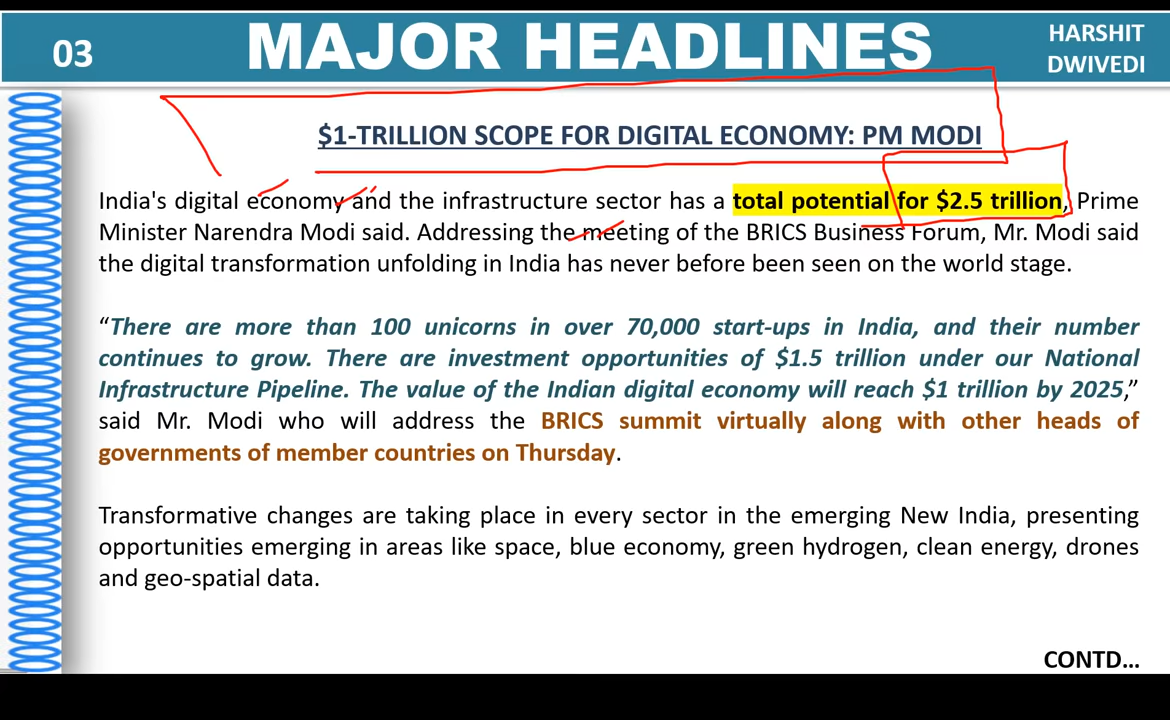 03
MAJOR HEADLINES
HARSHIT
DWIVEDI
$1-TRILLION SCOPE FOR DIGITAL ECONOMY: PM MODI
India's digital economy and the infrastructure sector has a total potential for $2.5 trillion, Prime
Minister Narendra Modi said. Addressing the meeting of the BRICS Business Forum, Mr. Modi said
the digital transformation unfolding in India has never before been seen on the world stage.
“There are more than 100 unicorns in over 70,000 start-ups in India, and their number
continues to grow. There are investment opportunities of $1.5 trillion under our National
Infrastructure Pipeline. The value of the Indian digital economy will reach $1 trillion by 2025,”
said Mr. Modi who will address the BRICS summit virtually along with other heads of
governments of member countries on Thursday.
Transformative changes are taking place in every sector in the emerging New India, presenting
opportunities emerging in areas like space, blue economy, green hydrogen, clean energy, drones
and geo-spatial data.
CONTD...